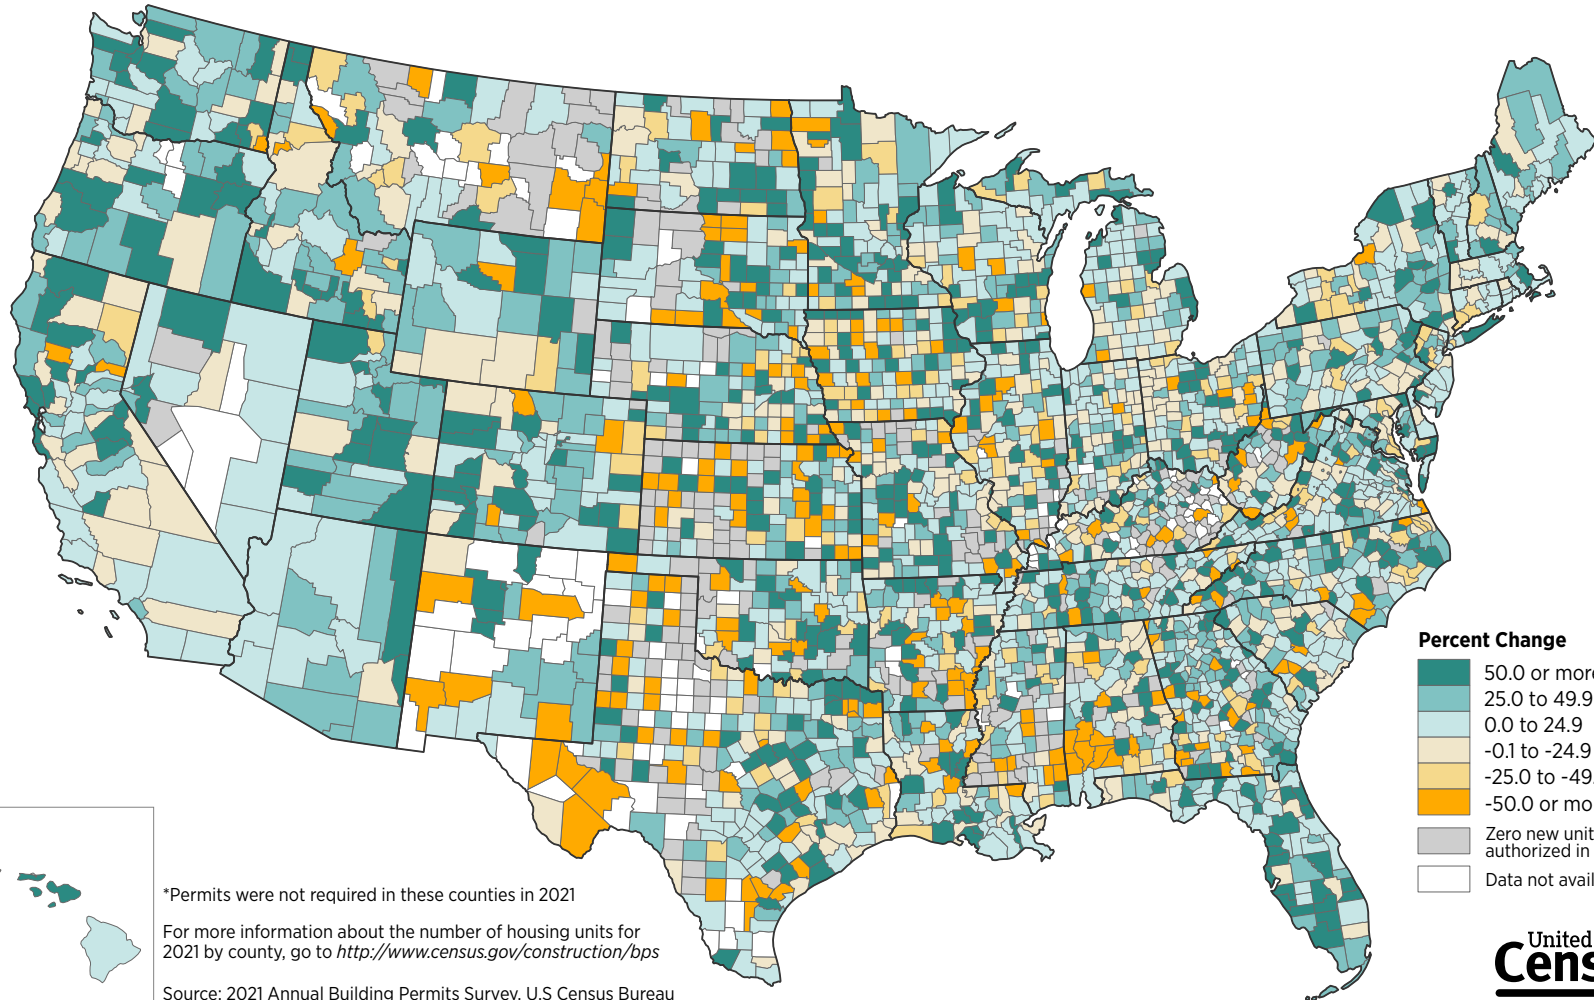 Percent Change
50.0 or more
25.0 to 49.9
0.0 to 24.9
-0.1 to -24.9
-25.0 to -49.
-50.0 or mo
Zero new unit
authorized in
Data not avail
*Permits were not required in these counties in 2021
For more information about the number of housing units for
2021 by county, go to http://www.census.gov/construction/bps
Source: 2021 Annual Building Permits Survey, U.S Census Bureau
United
Cens